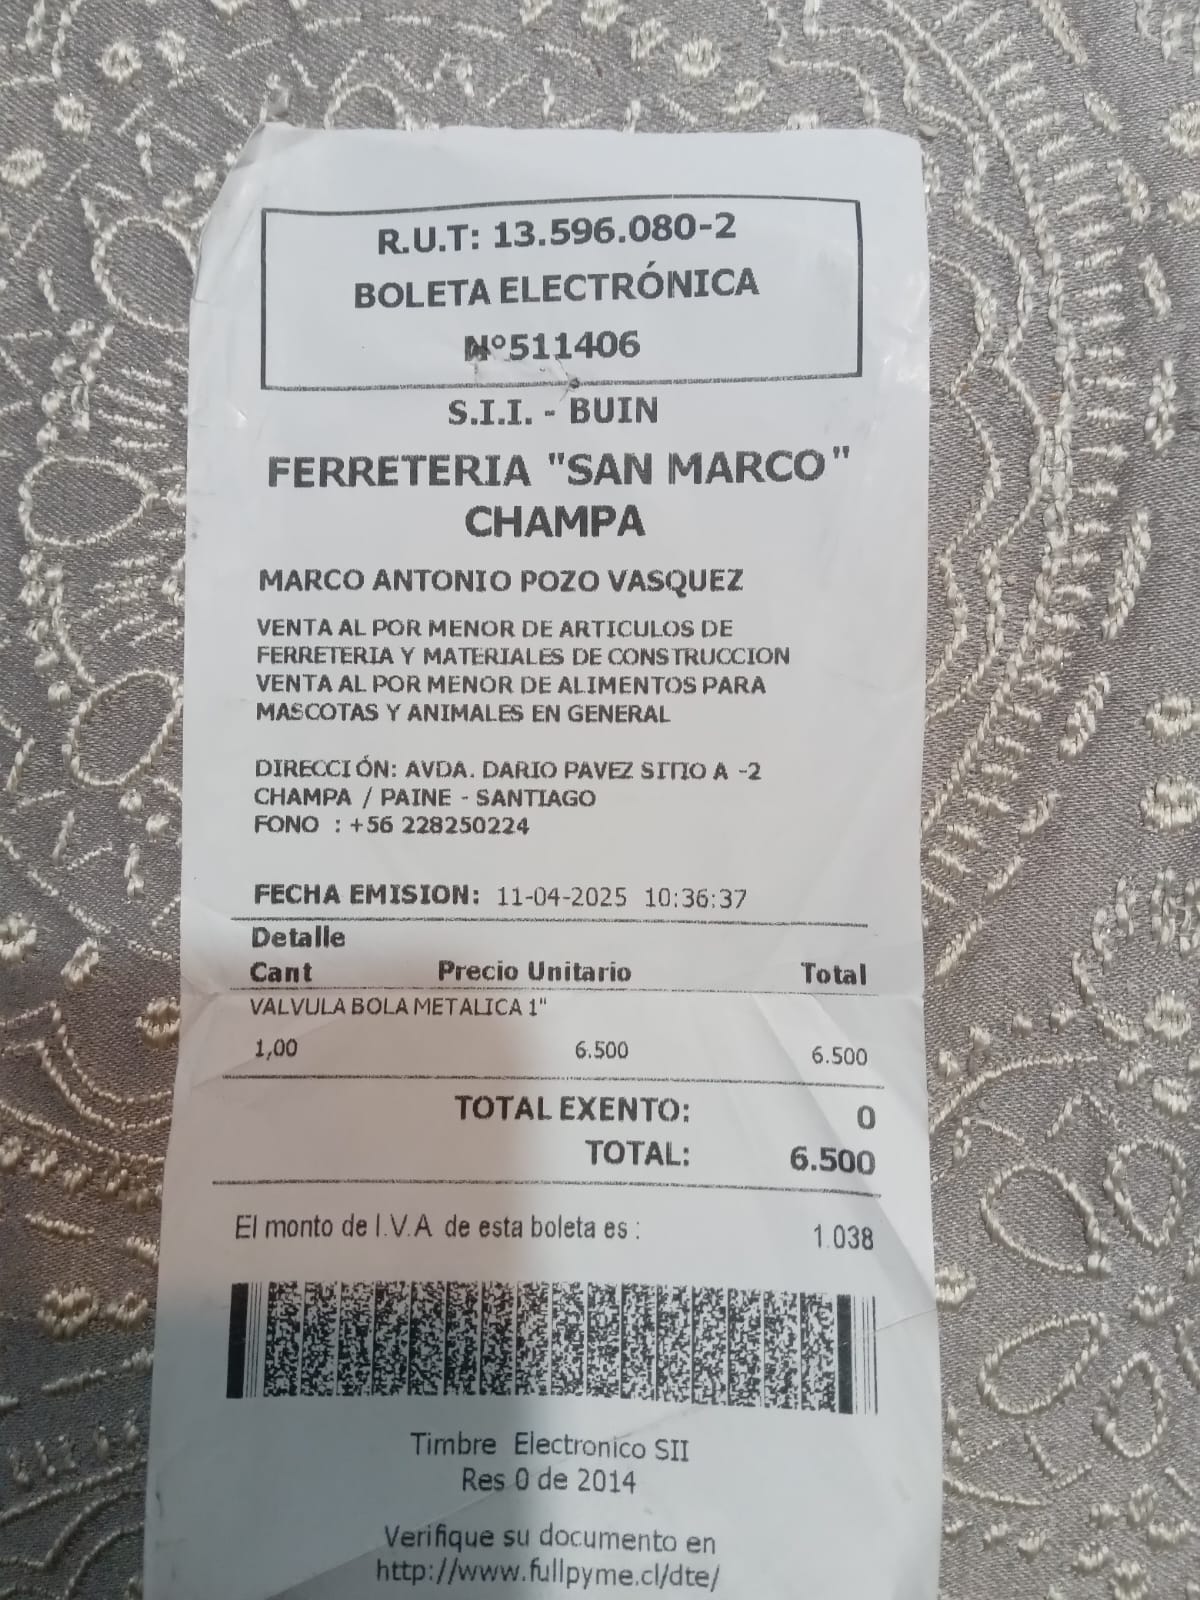 R.U.T: 13.596.080-2
BOLETA ELECTRÓNICA
N°511406
S.I.I. - BUIN
FERRETERIA "SAN MARCO"
CHAMPA
MARCO ANTONIO POZO VASQUEZ
VENTA AL POR MENOR DE ARTICULOS DE
FERRETERIA Y MATERIALES DE CONSTRUCCION
VENTA AL POR MENOR DE ALIMENTOS PARA
MASCOTAS Y ANIMALES EN GENERAL
DIRECCIÓN: AVDA. DARIO PAVEZ SITIO A -2
CHAMPA / PAINE - SANTIAGO
FONO : +56 228250224
FECHA EMISION: 11-04-2025 10:36:37
Detalle
Cant Precio Unitario Total
VALVULA BOLA METALICA 1"
1,00 6.500 6.500
TOTAL EXENTO: 0
TOTAL: 6.500
El monto de I.V.A de esta boleta es : 1.038
Timbre Electronico SII
Res 0 de 2014
Verifique su documento en
http://www.fullpyme.cl/dte/